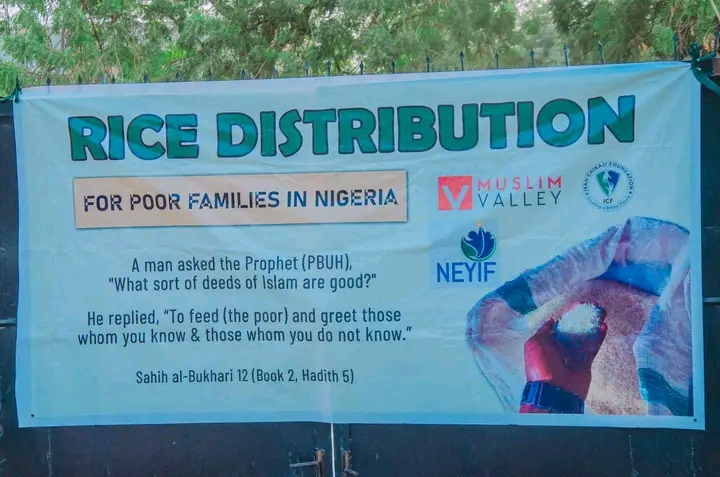 RICE DISTRIBUTION
FOR POOR FAMILIES IN NIGERIA
MUSLIM
VALLEY
ICF
NEYIF
A man asked the Prophet (PBUH),
"What sort of deeds of Islam are good?"
He replied, “To feed (the poor) and greet those
whom you know & those whom you do not know.”
Sahih al-Bukhari 12 (Book 2, Hadith 5)